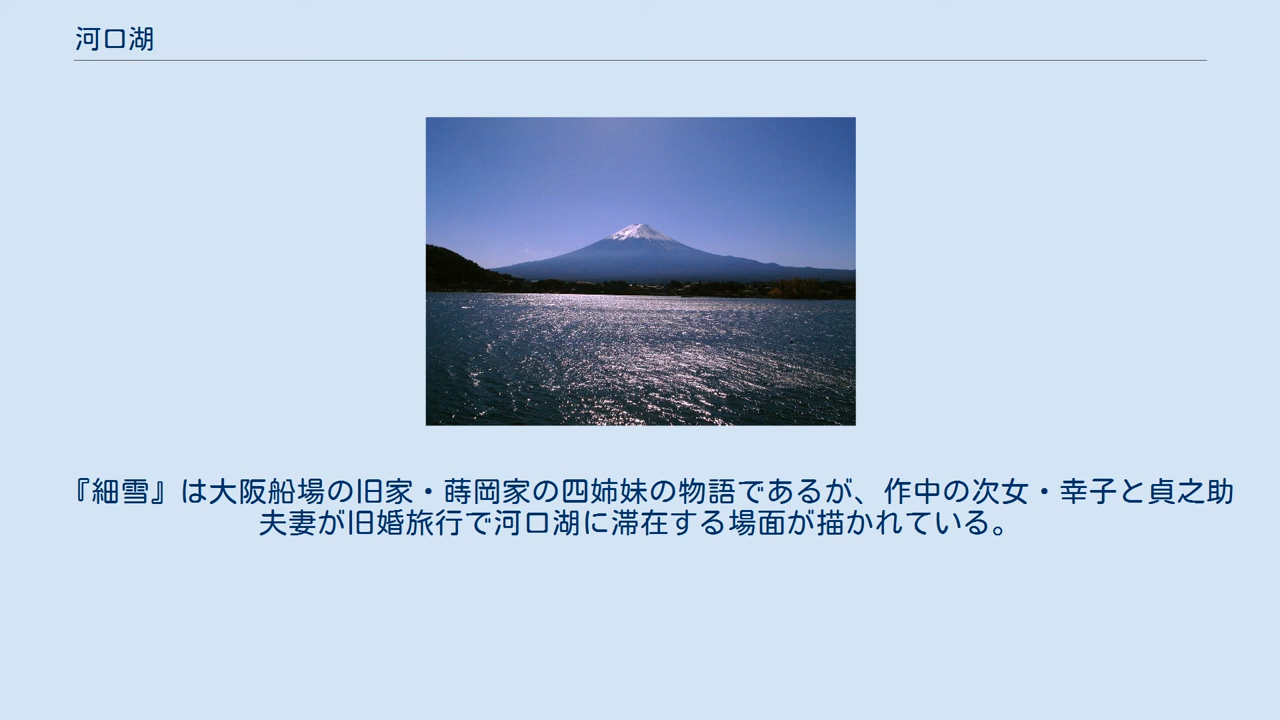 河口湖
『細雪』は大阪船場の旧家・蒔岡家の四姉妹の物語であるが、作中の次女・幸子と貞之助
夫妻が旧婚旅行で河口湖に滞在する場面が描かれている。